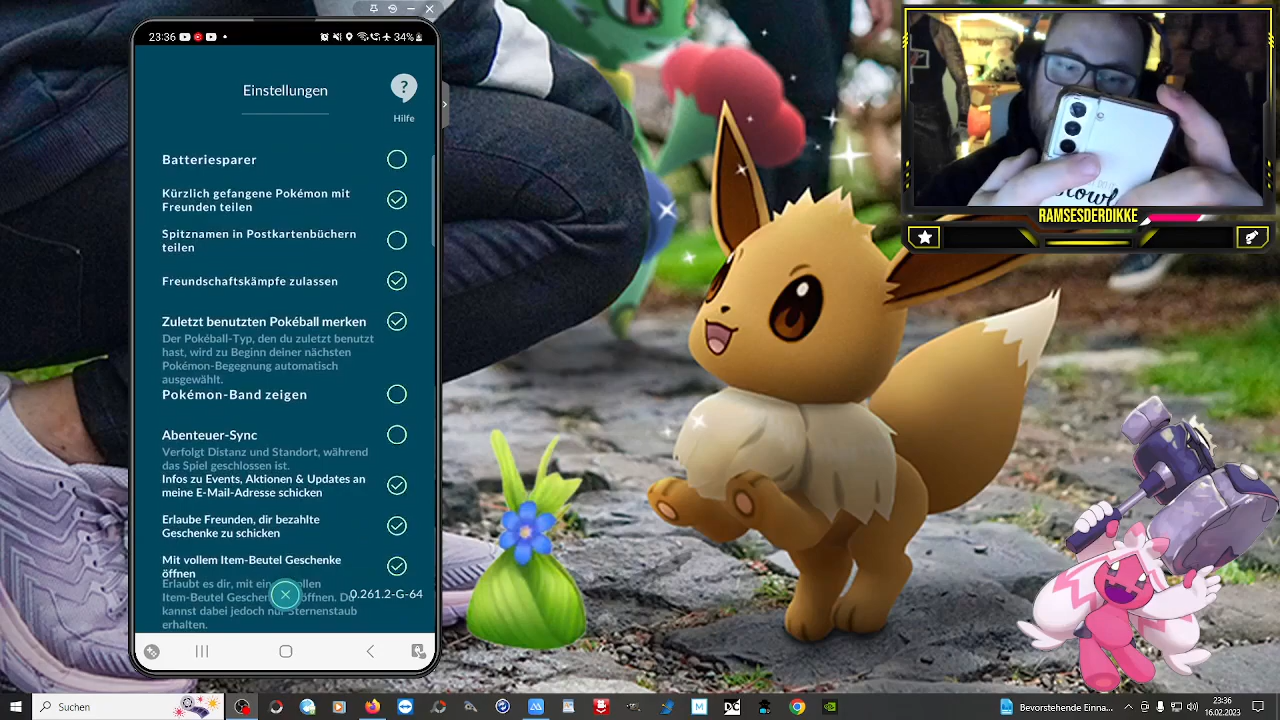 23:36
34%
Einstellungen
?
Hilfe
Batteriesparer
Kürzlich gefangene Pokémon mit
Freunden teilen
Spitznamen in Postkartenbüchern
teilen
Freundschaftskämpfe zulassen
Zuletzt benutzten Pokéball merken
Der Pokéball-Typ, den du zuletzt benutzt
hast, wird zu Beginn deiner nächsten
Pokémon-Begegnung automatisch
ausgewählt.
Pokémon-Band zeigen
Abenteuer-Sync
Verfolgt Distanz und Standort, während
das Spiel geschlossen ist.
Infos zu Events, Aktionen & Updates an
meine E-Mail-Adresse schicken
Erlaube Freunden, dir bezahlte
Geschenke zu schicken
Mit vollem Item-Beutel Geschenke
öffnen
0.261.2-G-64
kannst dabei jedoch nur Sternenstaub
erhalten.
RAMSESDERDIKKE
Suchen
M
DC
Bevorstehende Einna...
23:36
16.02.2023